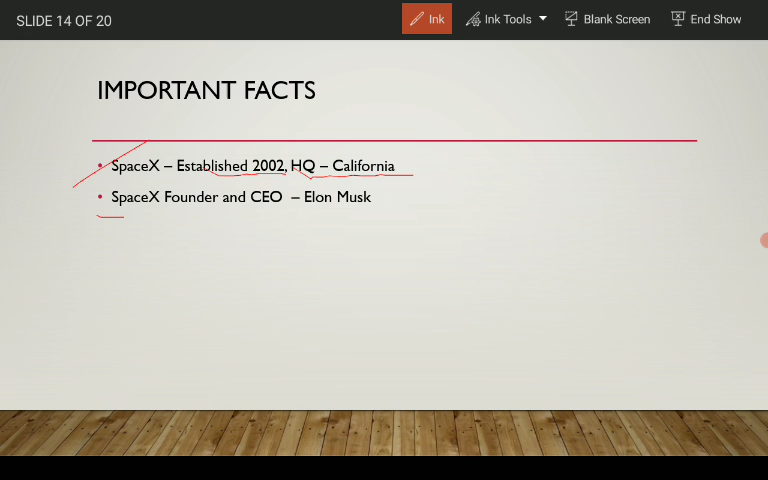 SLIDE 14 OF 20 Ink Ink Tools Blank Screen End Show
IMPORTANT FACTS
• SpaceX – Established 2002, HQ – California
• SpaceX Founder and CEO – Elon Musk